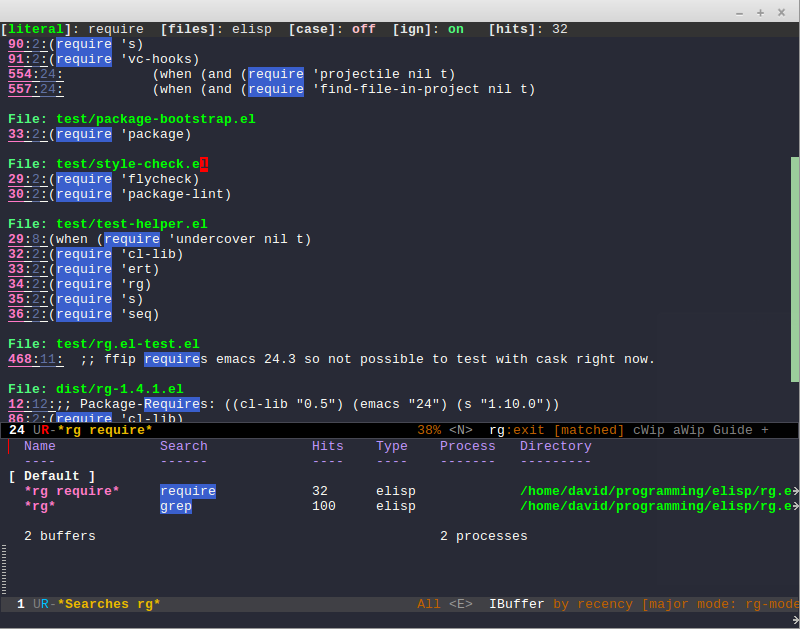 [literal]: require [files]: elisp [case]: off [ign]: on [hits]: 32
90:2:(require 's)
91:2:(require 'vc-hooks)
554:24: (when (and (require 'projectile nil t)
557:24: (when (and (require 'find-file-in-project nil t)
File: test/package-bootstrap.el
33:2:(require 'package)
File: test/style-check.el
29:2:(require 'flycheck)
30:2:(require 'package-lint)
File: test/test-helper.el
29:8:(when (require 'undercover nil t)
32:2:(require 'cl-lib)
33:2:(require 'ert)
34:2:(require 'rg)
35:2:(require 's)
36:2:(require 'seq)
File: test/rg.el-test.el
468:11: ;; ffip requires emacs 24.3 so not possible to test with cask right now.
File: dist/rg-1.4.1.el
12:12:;; Package-Requires: ((cl-lib "0.5") (emacs "24") (s "1.10.0"))
86:2:(require 'cl-lib)
24 UR-*rg require* 38% <N> rg:exit [matched] cWip aWip Guide +
Name Search Hits Type Process Directory
---- ------ ---- ---- ------- ---------
[ Default ]
*rg require* require 32 elisp /home/david/programming/elisp/rg.e→
*rg* grep 100 elisp /home/david/programming/elisp/rg.e→
2 buffers 2 processes
1 UR-*Searches rg* All <E> IBuffer by recency [major mode: rg-mode